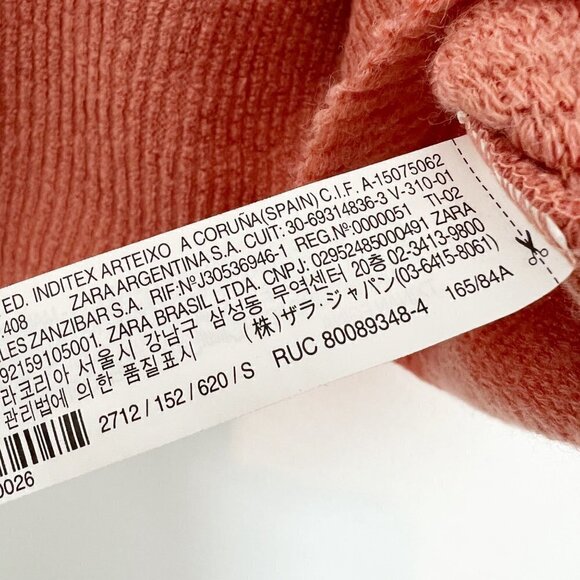 ED. INDITEX ARTEIXO A CORUÑA(SPAIN)C.I.F. A-15075062
408 ZARA ARGENTINA S.A. CUIT: 30-69314836-3 V-310-01
LES ZANZIBAR S.A. RIF:NºJ30536946-1 REG.Nº:0000051 TI-02
92159105001. ZARA BRASIL LTDA. CNPJ: 02952485000491 ZARA
라코리아 서울시 강남구 삼성동 무역센터 20층 02-3413-9800
관리법에 의한 품질표시 (株)ザラ・ジャパン(03-6415-8061)
2712 / 152 / 620 / S RUC 80089348-4 165/84A
0026